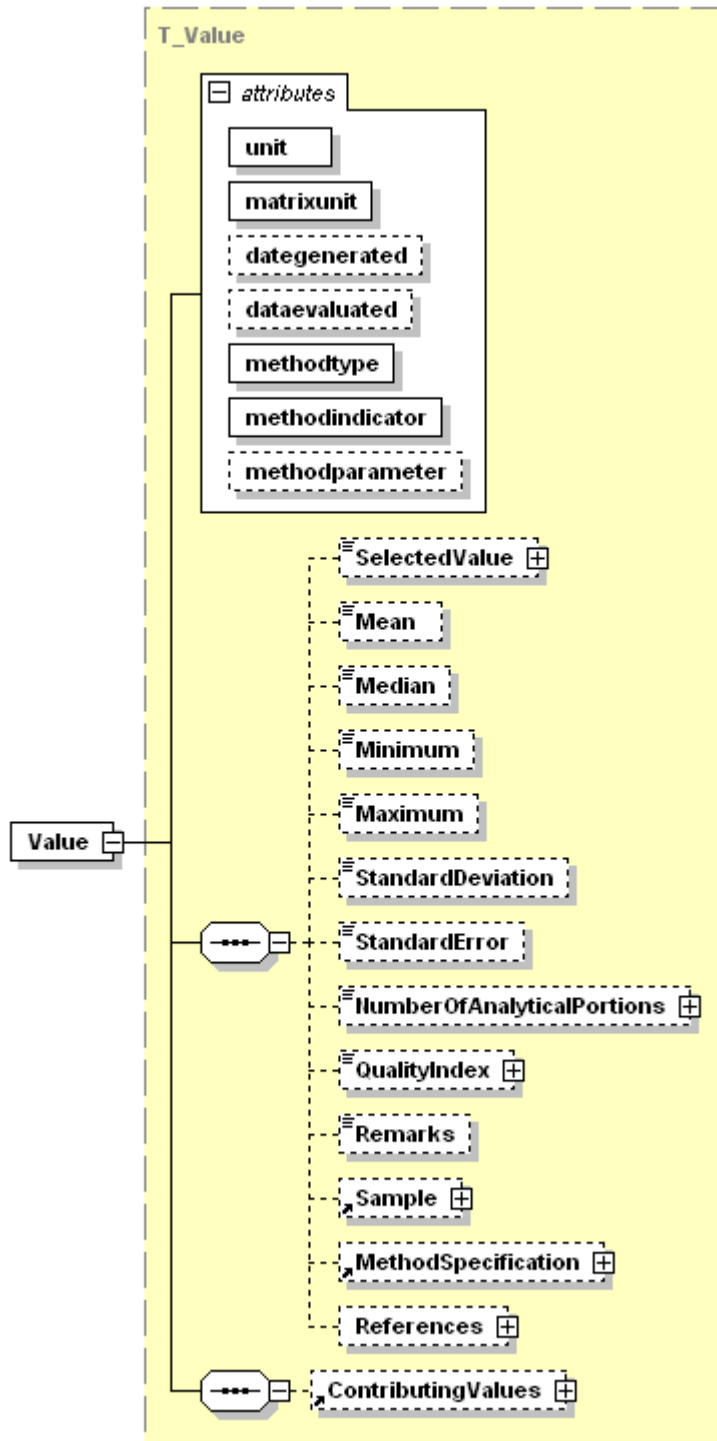 T_Value
attributes
unit
matrixunit
dategenerated
dataevaluated
methodtype
methodindicator
methodparameter
SelectedValue
Mean
Median
Minimum
Maximum
Value
StandardDeviation
StandardError
NumberOfAnalyticalPortions
QualityIndex
Remarks
Sample
MethodSpecification
References
ContributingValues